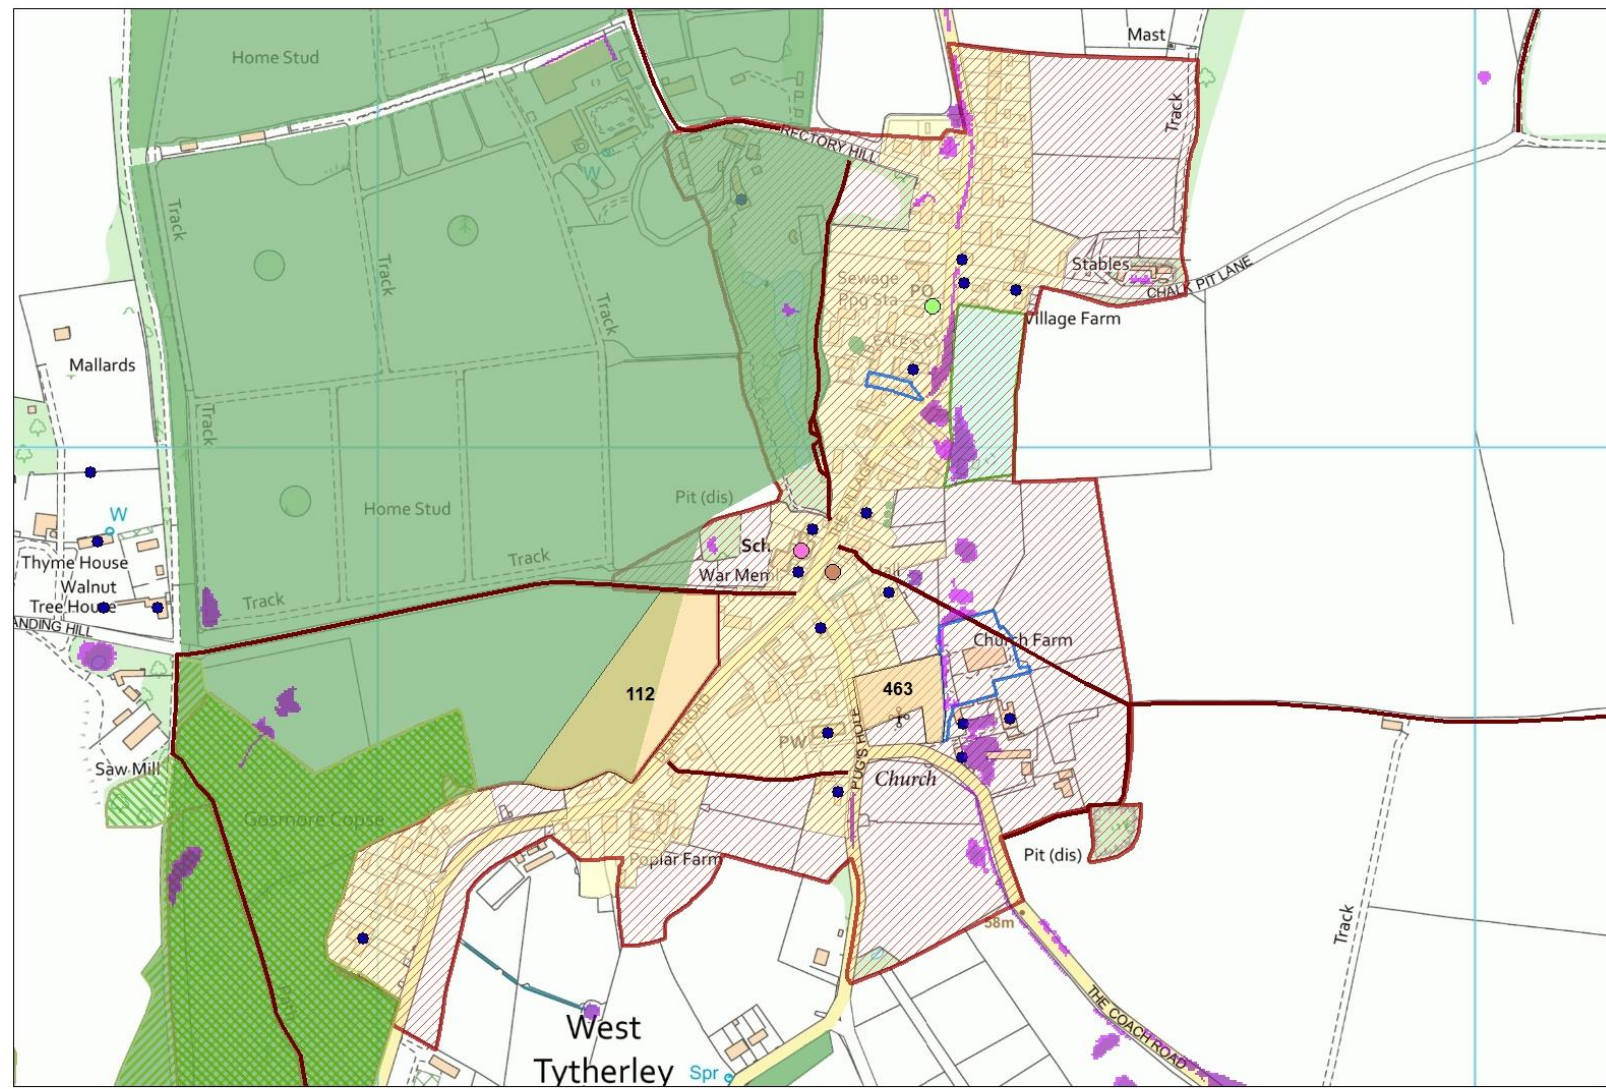 Mast
Home Stud
Track
RECTORY HILL
W
Track
Track
Track
Stables
CHALK PIT LANE
Sewage
Ppg Sta
PO
Village Farm
Mallards
Track
Home Stud
Pit (dis)
W
Sch
Thyme House
Track
War Mem
Walnut
Tree House
Track
Church Farm
112
463
PW
PUG'S HOLE
Church
Saw Mill
Gosmore Copse
Poplar Farm
Pit (dis)
58m
Track
Path
THE COACH ROAD
West
Tytherley
Spr